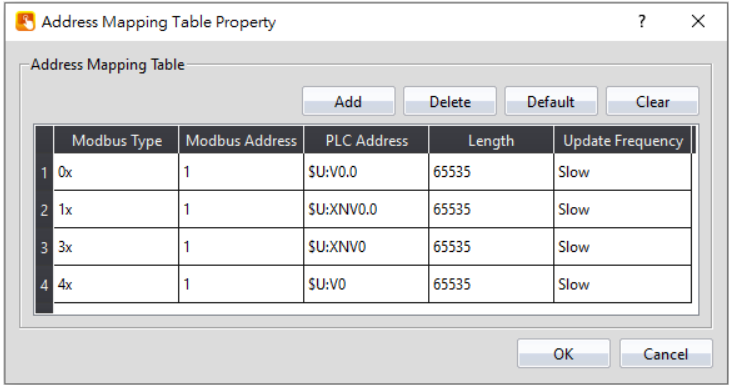 Address Mapping Table Property ? ×
Address Mapping Table
Add Delete Default Clear
Modbus Type Modbus Address PLC Address Length Update Frequency
1 0x 1 $U:V0.0 65535 Slow
2 1x 1 $U:XNV0.0 65535 Slow
3 3x 1 $U:XNV0 65535 Slow
4 4x 1 $U:V0 65535 Slow
OK Cancel